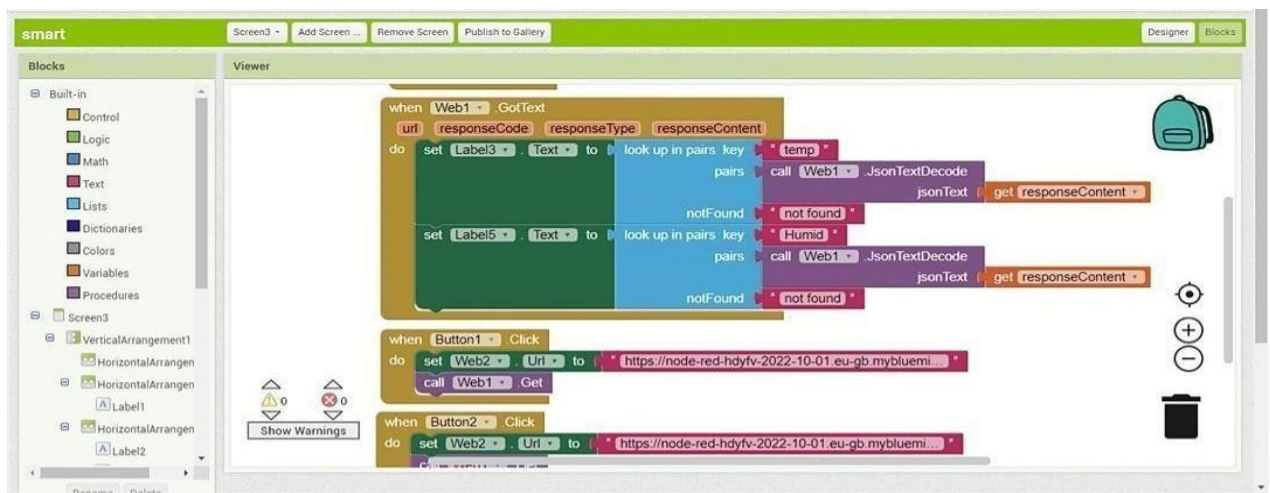 smart
Screen3 Add Screen ... Remove Screen Publish to Gallery
Designer Blocks
Blocks
Built-in
Control
Logic
Math
Text
Lists
Dictionaries
Colors
Variables
Procedures
Screen3
VerticalArrangement1
HorizontalArrangen
HorizontalArrangen
Label1
HorizontalArrangen
Label2
Rename Delete
Viewer
when Web1 .GotText
url responseCode responseType responseContent
do set Label3 . Text to look up in pairs key " temp "
pairs call Web1 .JsonTextDecode
jsonText get responseContent
notFound " not found "
set Label5 . Text to look up in pairs key " Humid "
pairs call Web1 .JsonTextDecode
jsonText get responseContent
notFound " not found "
when Button1 .Click
do set Web2 . Url to " https://node-red-hdyfv-2022-10-01.eu-gb.mybluemi... "
call Web1 .Get
when Button2 .Click
do set Web2 . Url to " https://node-red-hdyfv-2022-10-01.eu-gb.mybluemi... "
0 0
Show Warnings